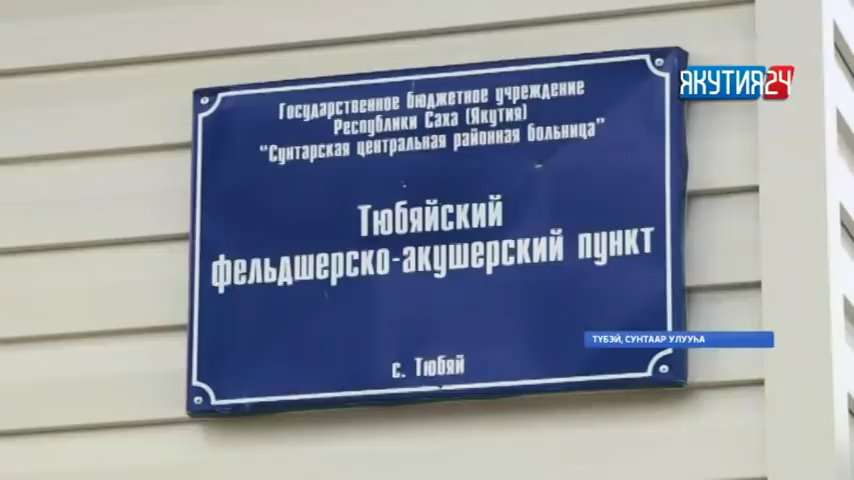 Государственное бюджетное учреждение
Республики Саха (Якутия)
"Сунтарская центральная районная больница"
Тюбяйский
фельдшерско-акушерский пункт
с. Тюбяй
ЯКУТИЯ24
ТҮБЭЙ, СУНТААР УЛУУҺА